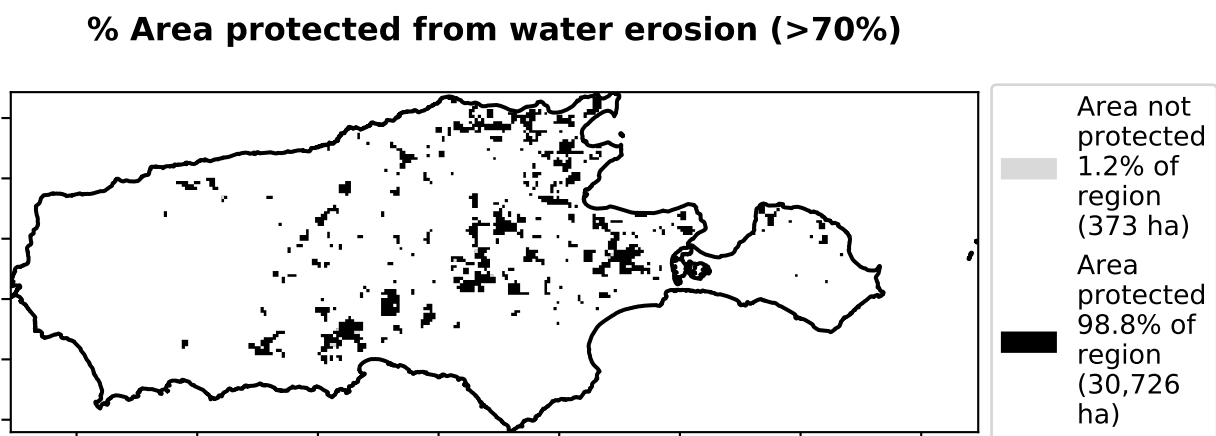 % Area protected from water erosion (>70%)
Area not
protected
1.2% of
region
(373 ha)
Area
protected
98.8% of
region
(30,726
ha)